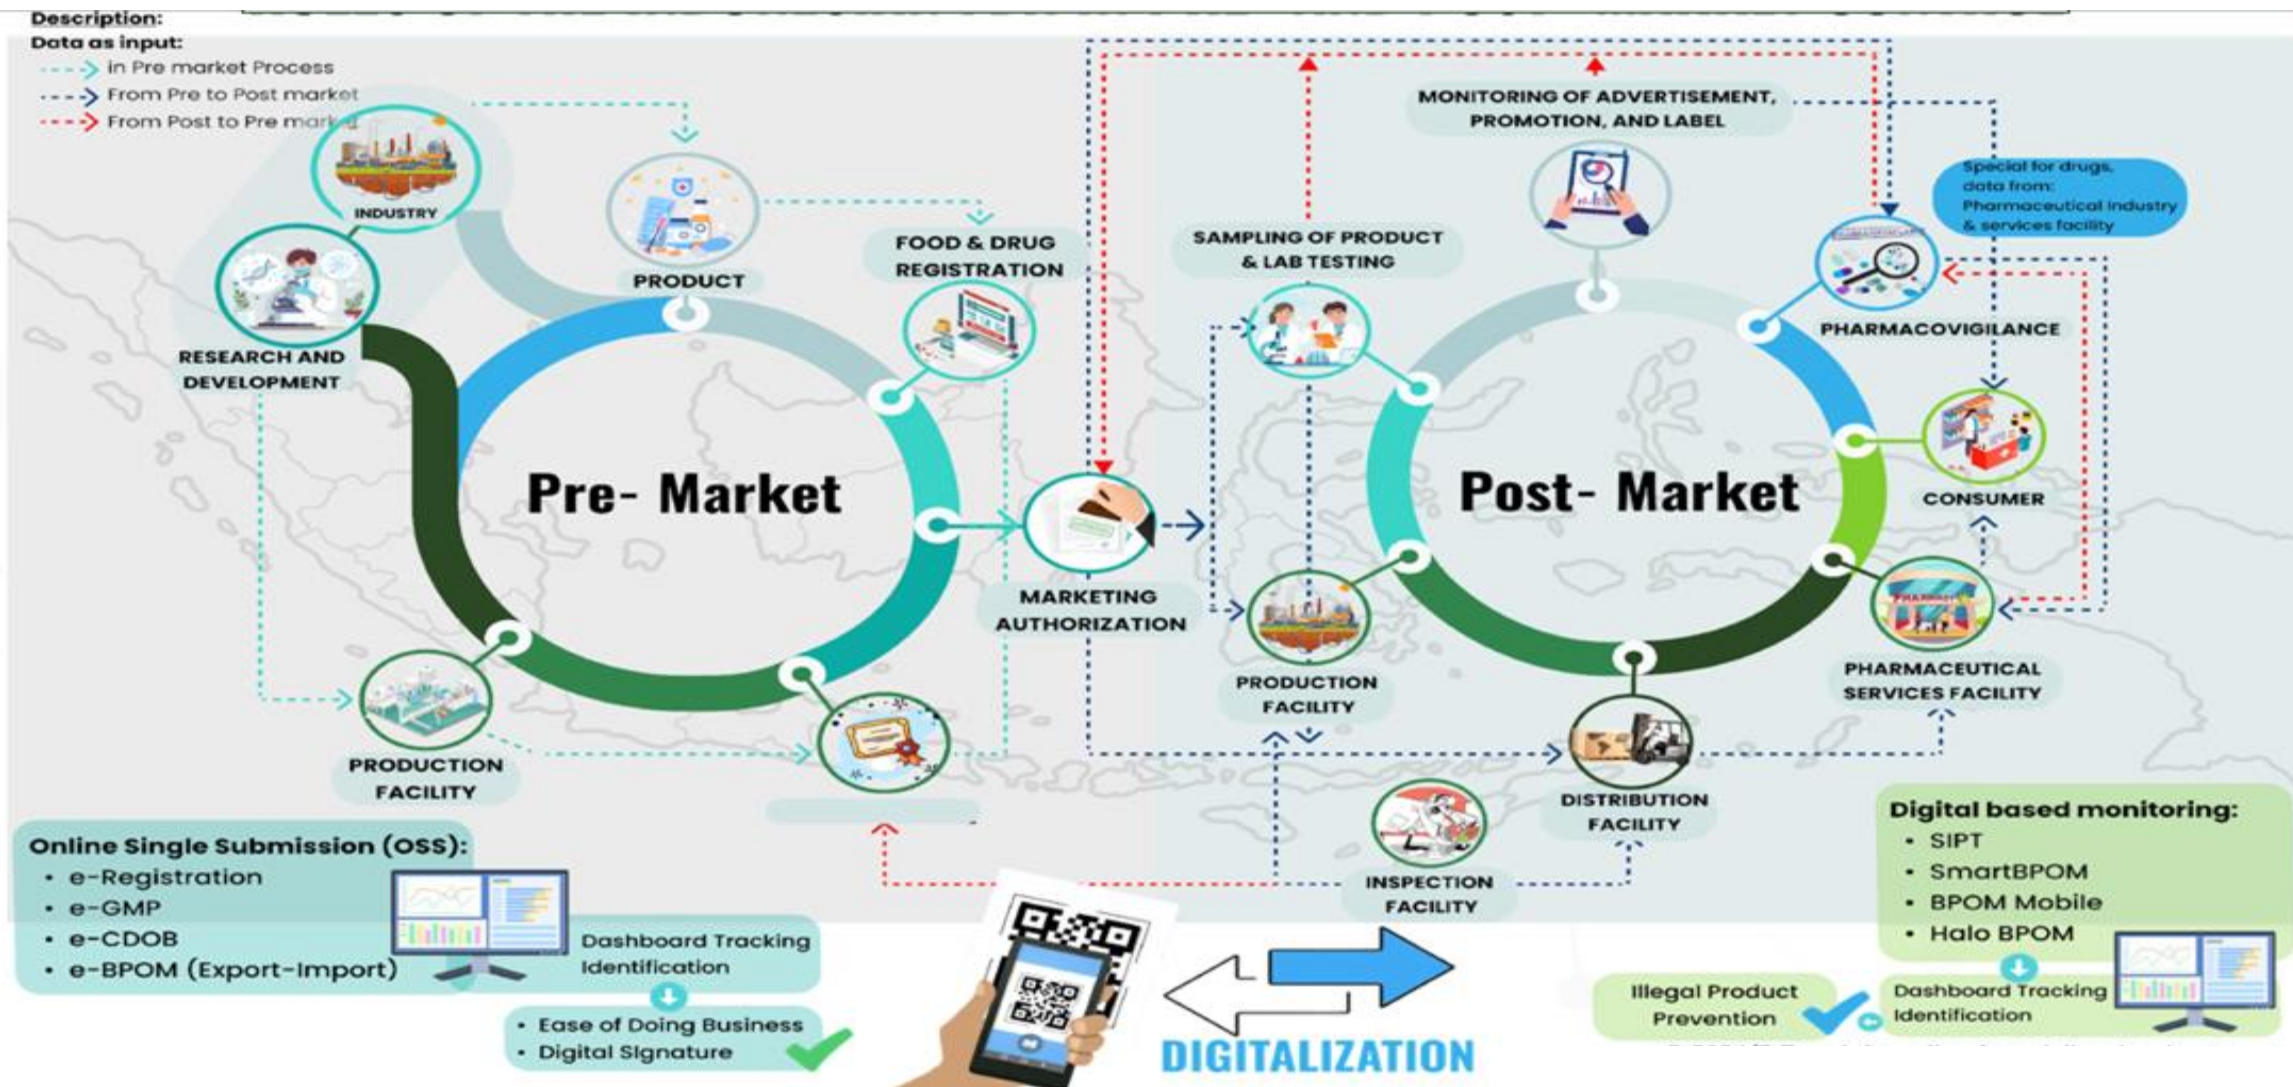 Description:
Data as input:
in Pre market Process
From Pre to Post market
From Post to Pre market
INDUSTRY
RESEARCH AND
DEVELOPMENT
PRODUCT
FOOD & DRUG
REGISTRATION
Pre- Market
MARKETING
AUTHORIZATION
PRODUCTION
FACILITY
SAMPLING OF PRODUCT
& LAB TESTING
MONITORING OF ADVERTISEMENT,
PROMOTION, AND LABEL
Special for drugs,
data from:
Pharmaceutical Industry
& services facility
PHARMACOVIGILANCE
Post- Market
CONSUMER
PHARMACY
PHARMACEUTICAL
SERVICES FACILITY
PRODUCTION
FACILITY
DISTRIBUTION
FACILITY
INSPECTION
FACILITY
Online Single Submission (OSS):
• e-Registration
• e-GMP
• e-CDOB
• e-BPOM (Export-Import)
Dashboard Tracking
Identification
• Ease of Doing Business
• Digital SIgnature
DIGITALIZATION
Digital based monitoring:
• SIPT
• SmartBPOM
• BPOM Mobile
• Halo BPOM
Dashboard Tracking
Identification
Illegal Product
Prevention